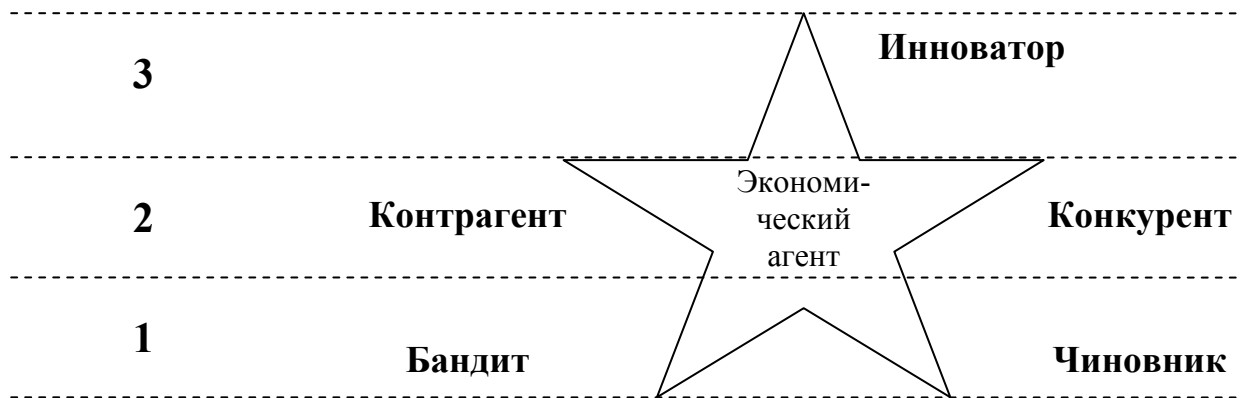 Инноватор
3
Экономи-
ческий
агент
2
Контрагент
Конкурент
1
Бандит
Чиновник